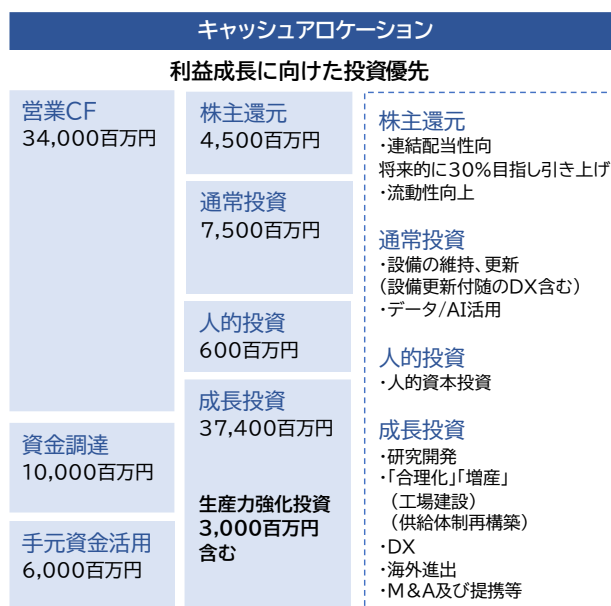 キャッシュアロケーション
利益成長に向けた投資優先
営業CF
34,000百万円
資金調達
10,000百万円
手元資金活用
6,000百万円
株主還元
4,500百万円
通常投資
7,500百万円
人的投資
600百万円
成長投資
37,400百万円
生産力強化投資
3,000百万円
含む
株主還元
・連結配当性向
将来的に30%目指し引き上げ
・流動性向上
通常投資
・設備の維持、更新
（設備更新付随のDX含む）
・データ/AI活用
人的投資
・人的資本投資
成長投資
・研究開発
・「合理化」「増産」
（工場建設）
（供給体制再構築）
・DX
・海外進出
・M＆A及び提携等